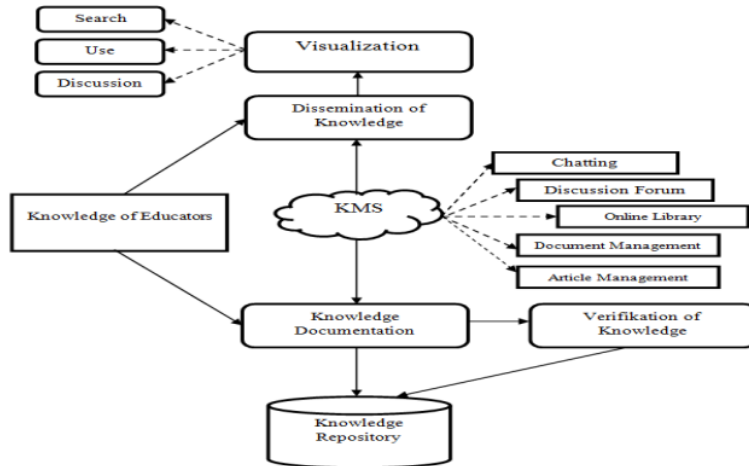 Search
Use
Discussion
Visualization
Dissemination of
Knowledge
Knowledge of Educators
KMS
Chatting
Discussion Forum
Online Library
Document Management
Article Management
Knowledge
Documentation
Verifikation of
Knowledge
Knowledge
Repository